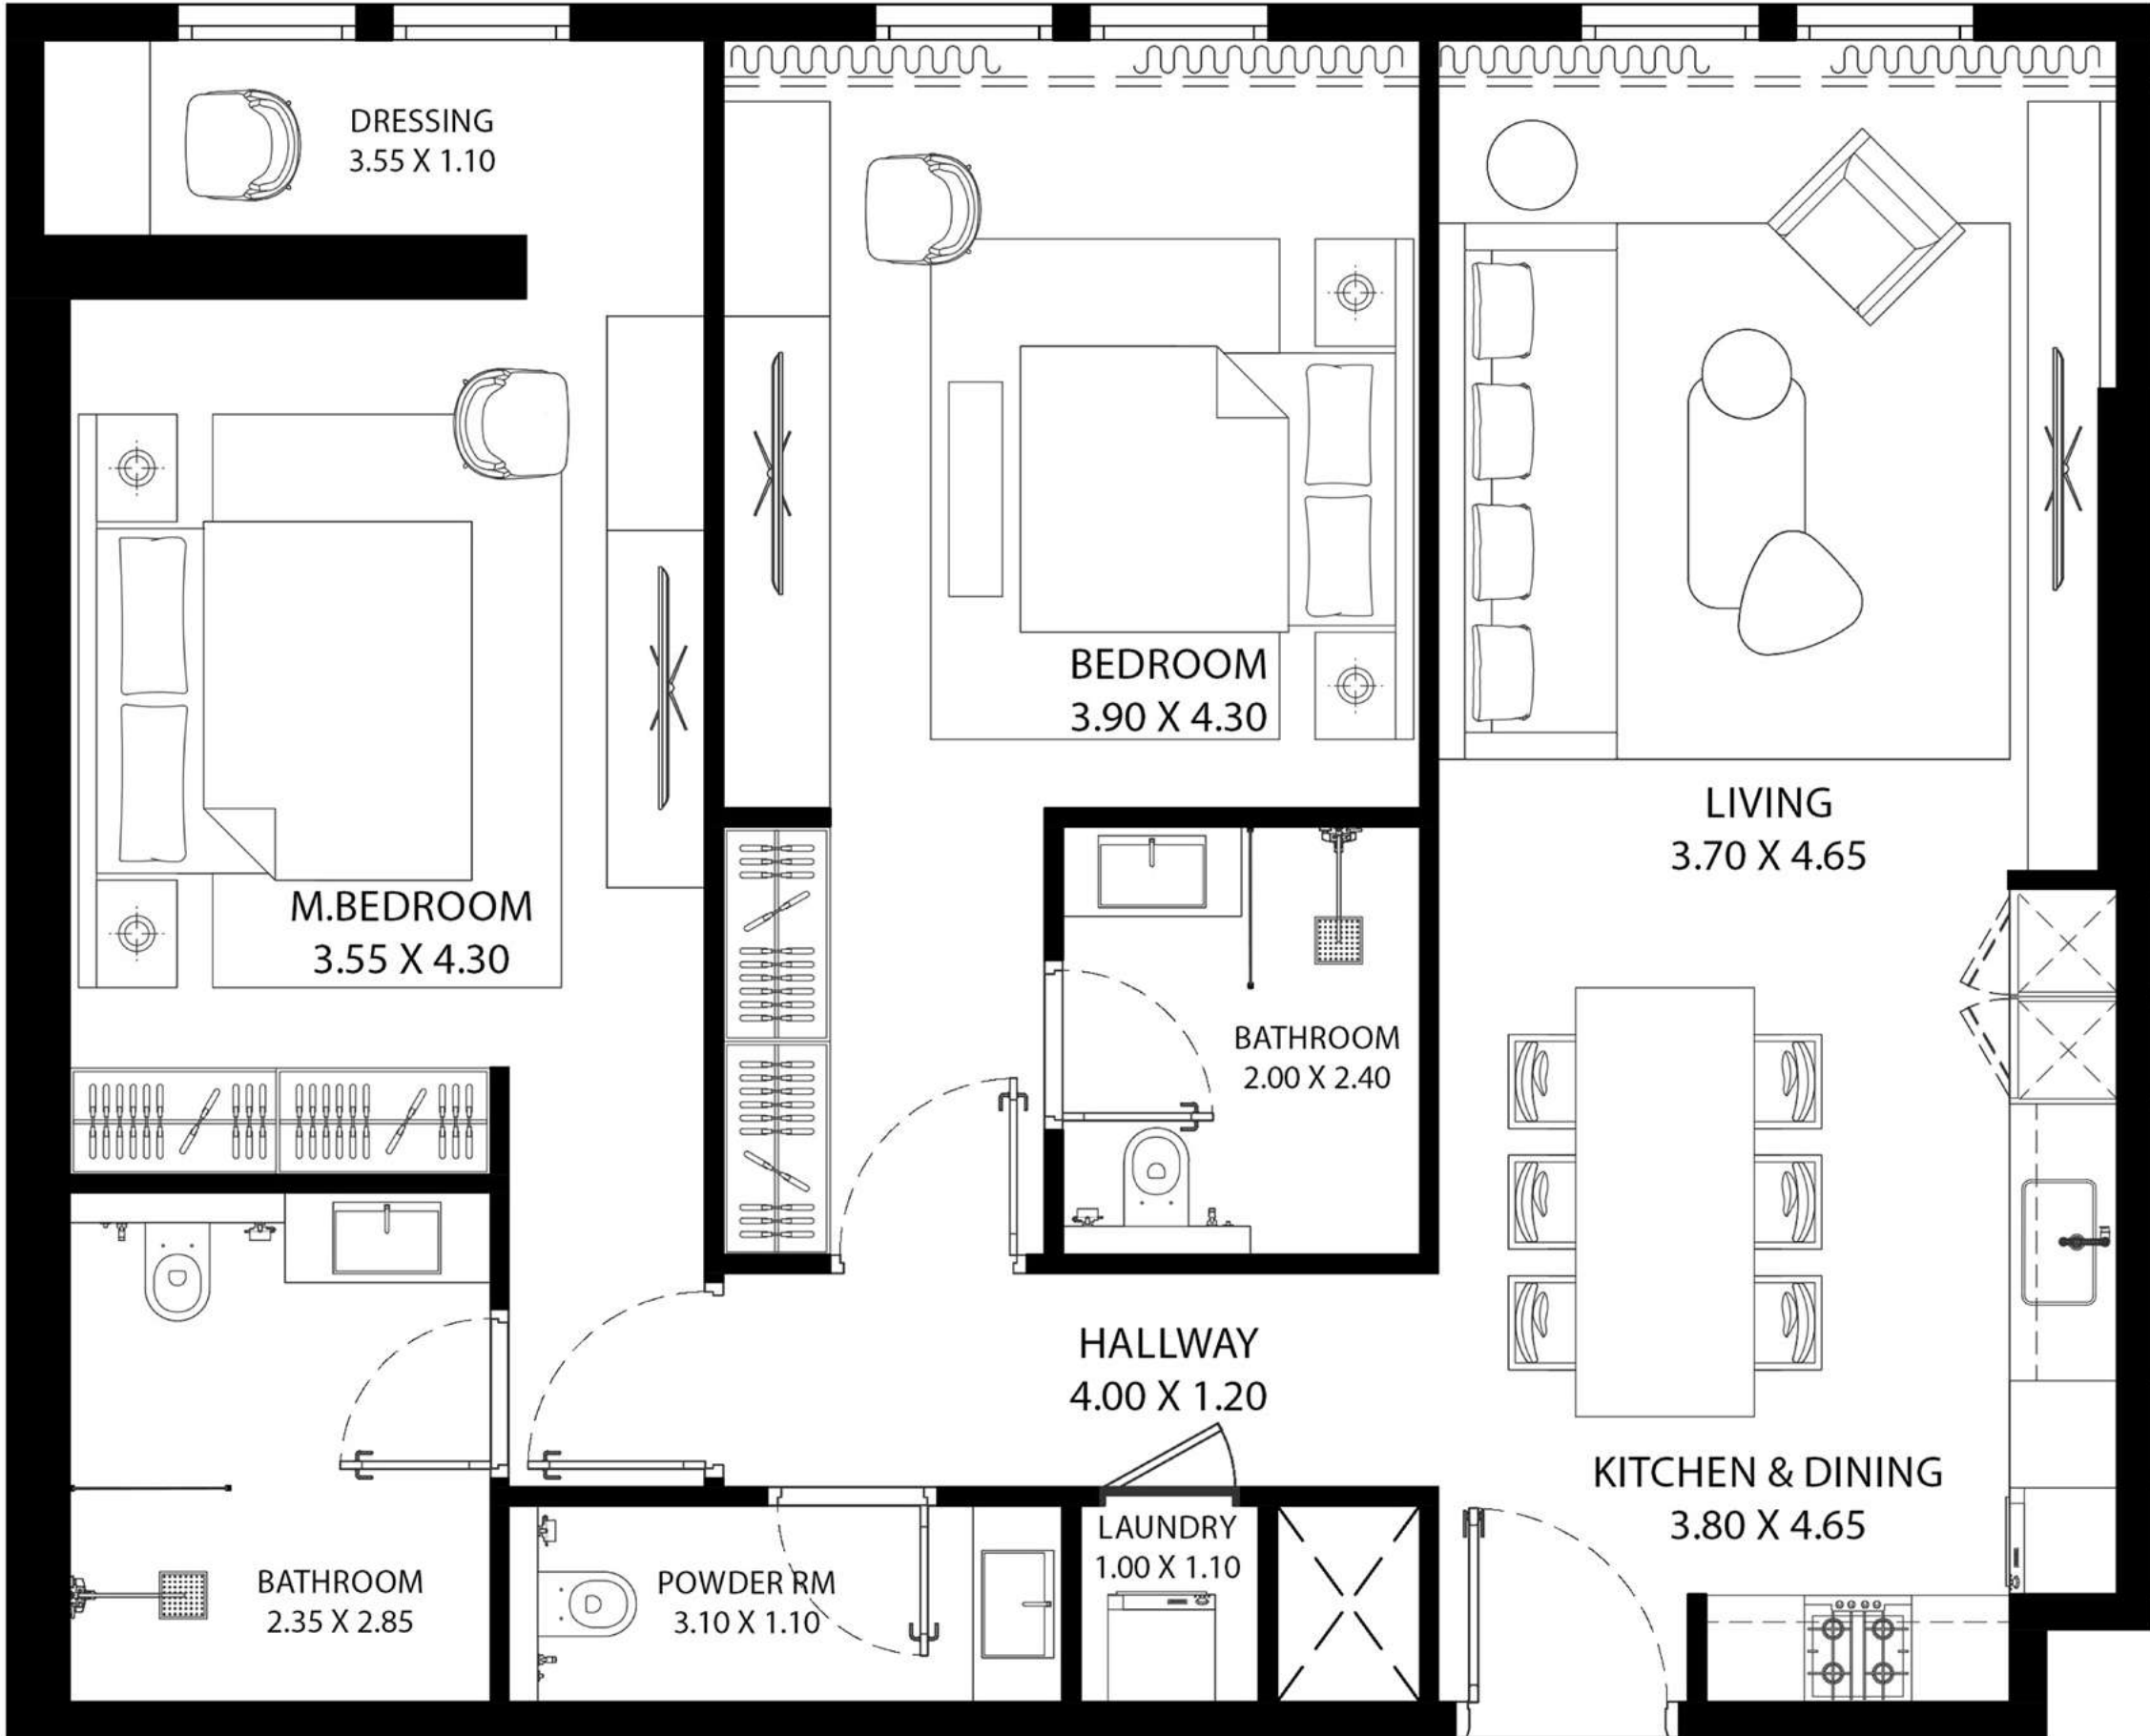 DRESSING
3.55 X 1.10
BEDROOM
3.90 X 4.30
LIVING
3.70 X 4.65
M.BEDROOM
3.55 X 4.30
BATHROOM
2.00 X 2.40
HALLWAY
4.00 X 1.20
KITCHEN & DINING
3.80 X 4.65
LAUNDRY
1.00 X 1.10
BATHROOM
2.35 X 2.85
POWDER RM
3.10 X 1.10